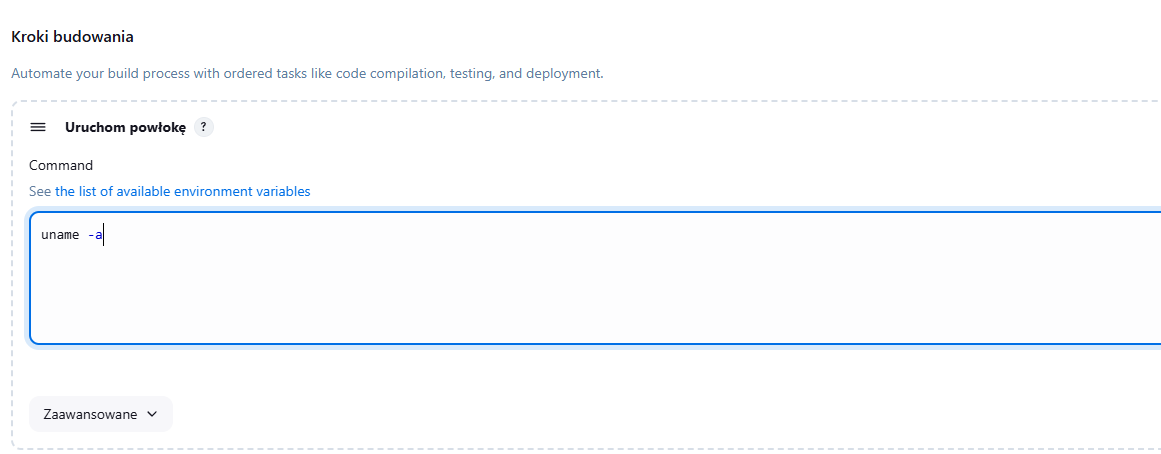 Kroki budowania
Automate your build process with ordered tasks like code compilation, testing, and deployment.
Uruchom powłokę ?
Command
See the list of available environment variables
uname -a
Zaawansowane